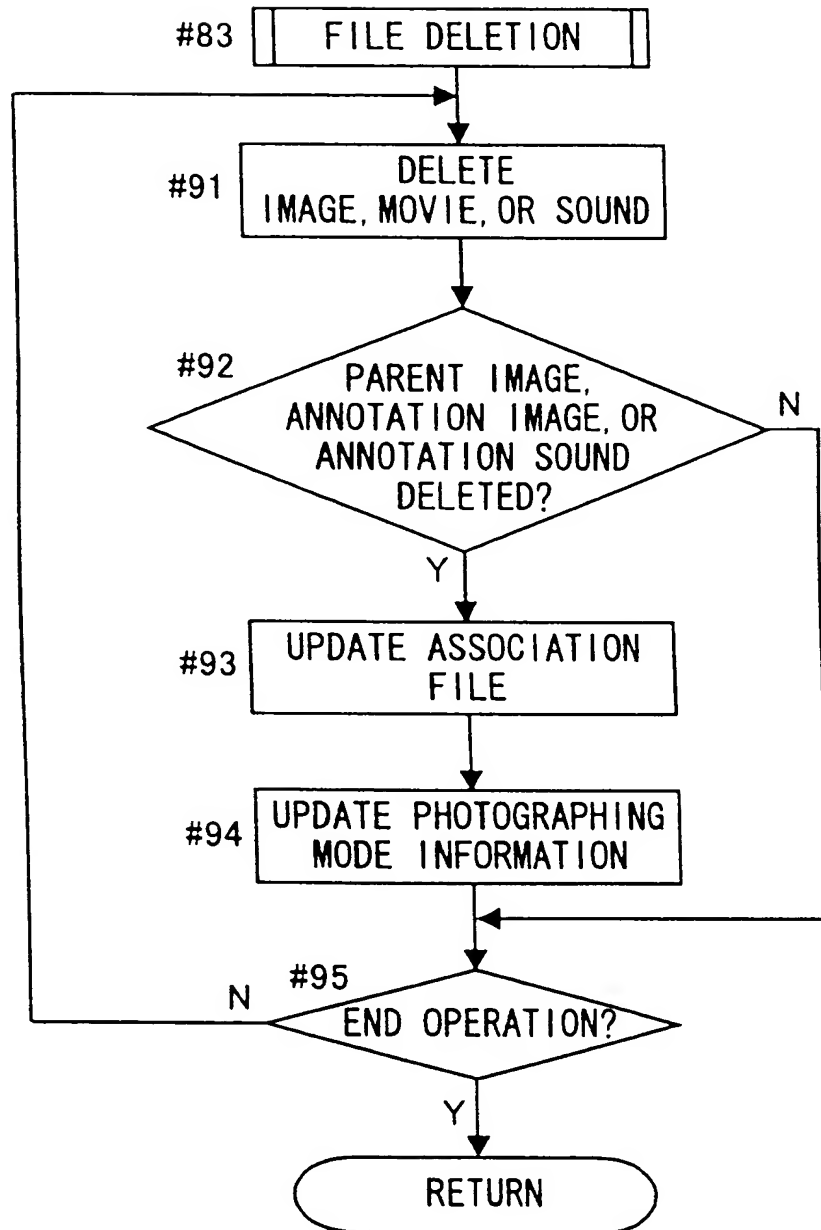 #83
FILE DELETION
#91
DELETE
IMAGE, MOVIE, OR SOUND
#92
PARENT IMAGE,
ANNOTATION IMAGE, OR
ANNOTATION SOUND
DELETED?
N
Y
#93
UPDATE ASSOCIATION
FILE
#94
UPDATE PHOTOGRAPHING
MODE INFORMATION
#95
N
END OPERATION?
Y
RETURN